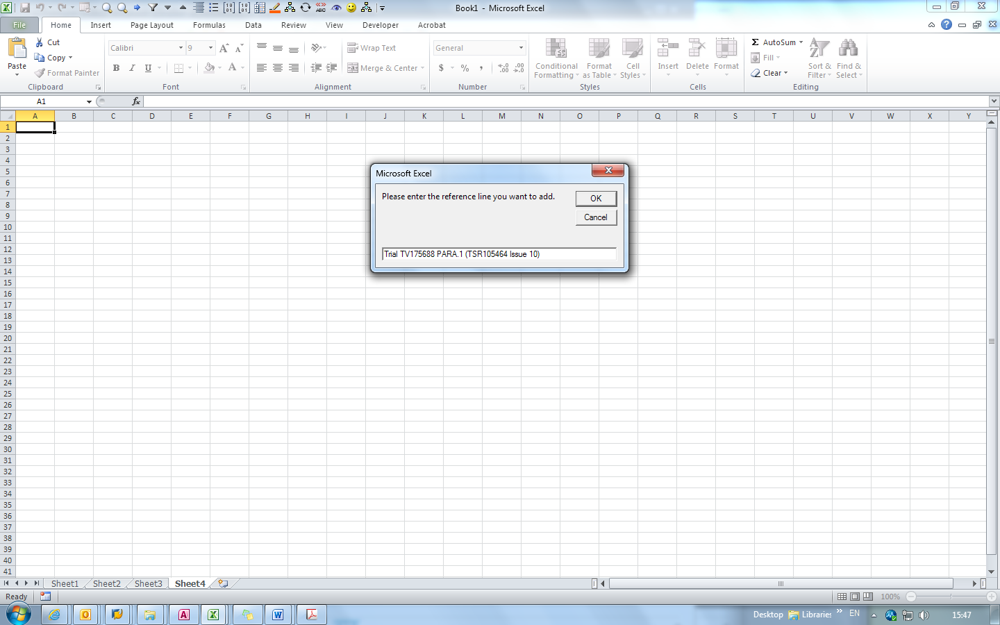 Book1 - Microsoft Excel
File Home Insert Page Layout Formulas Data Review View Developer Acrobat
Paste
Cut
Copy
Format Painter
Clipboard
Calibri 9
B I U
Font
Wrap Text
Merge & Center
Alignment
General
$ % ,
Number
Conditional Formatting
Format as Table
Cell Styles
Styles
Insert Delete Format
Cells
AutoSum
Fill
Clear
Sort & Filter
Find & Select
Editing
A1 fx
A B C D E F G H I J K L M N O P Q R S T U V W X Y
1
2
3
4
5
6
7
8
9
10
11
12
13
14
15
16
17
18
19
20
21
22
23
24
25
26
27
28
29
30
31
32
33
34
35
36
37
38
39
40
41
Microsoft Excel
Please enter the reference line you want to add.
OK
Cancel
Trial TV175688 PARA.1 (TSR105464 Issue 10)
Sheet1 Sheet2 Sheet3 Sheet4
Ready 100%
Desktop Libraries EN 15:47